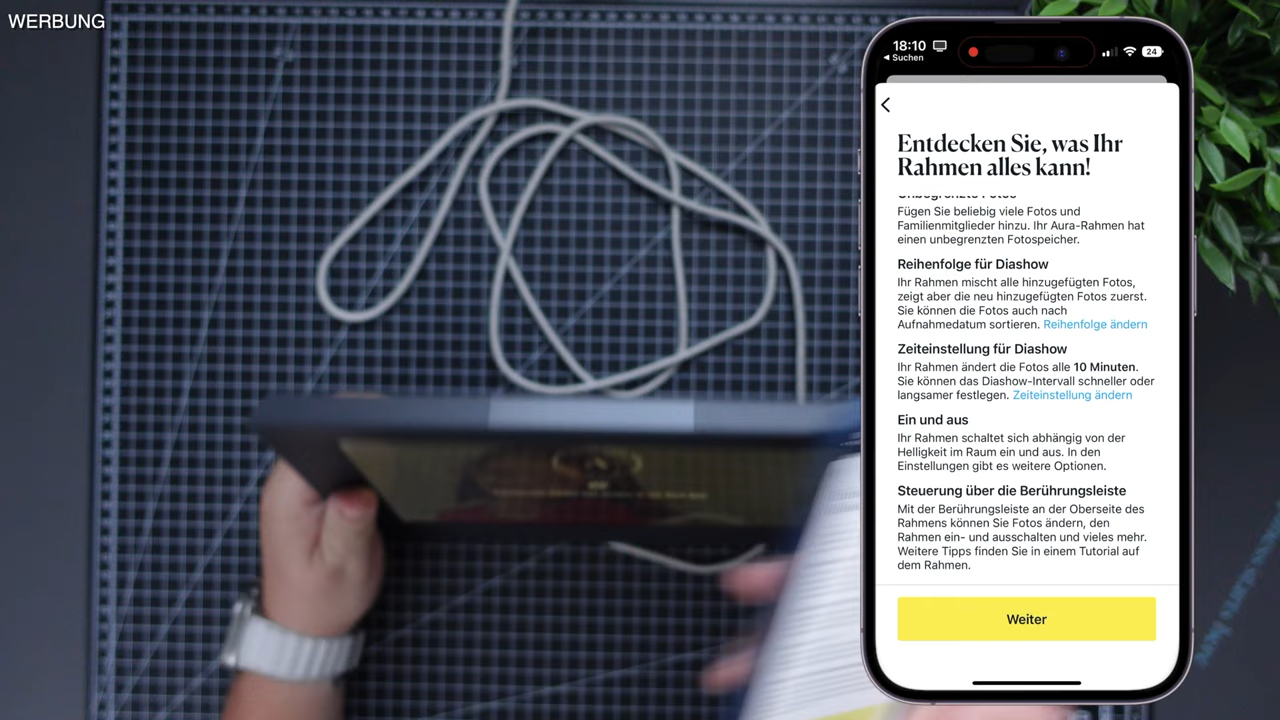 WERBUNG
18:10
◀ Suchen
24
Entdecken Sie, was Ihr
Rahmen alles kann!
Unbegrenzte Fotos
Fügen Sie beliebig viele Fotos und
Familienmitglieder hinzu. Ihr Aura-Rahmen hat
einen unbegrenzten Fotospeicher.
Reihenfolge für Diashow
Ihr Rahmen mischt alle hinzugefügten Fotos,
zeigt aber die neu hinzugefügten Fotos zuerst.
Sie können die Fotos auch nach
Aufnahmedatum sortieren. Reihenfolge ändern
Zeiteinstellung für Diashow
Ihr Rahmen ändert die Fotos alle 10 Minuten.
Sie können das Diashow-Intervall schneller oder
langsamer festlegen. Zeiteinstellung ändern
Ein und aus
Ihr Rahmen schaltet sich abhängig von der
Helligkeit im Raum ein und aus. In den
Einstellungen gibt es weitere Optionen.
Steuerung über die Berührungsleiste
Mit der Berührungsleiste an der Oberseite des
Rahmens können Sie Fotos ändern, den
Rahmen ein- und ausschalten und vieles mehr.
Weitere Tipps finden Sie in einem Tutorial auf
dem Rahmen.
Weiter